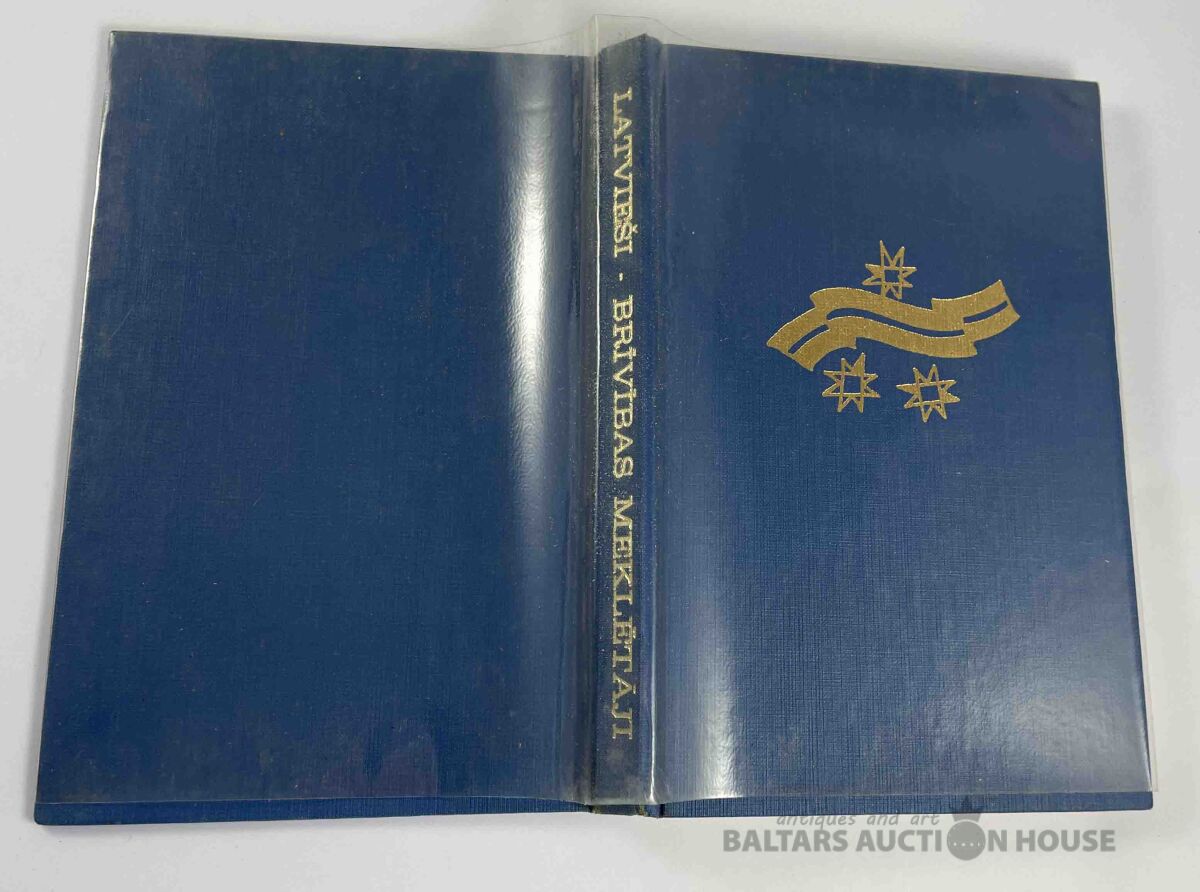 LATVIEŠI · BRĪVĪBAS MEKLĒTĀJI
antiques and art
BALTARS AUCTION HOUSE